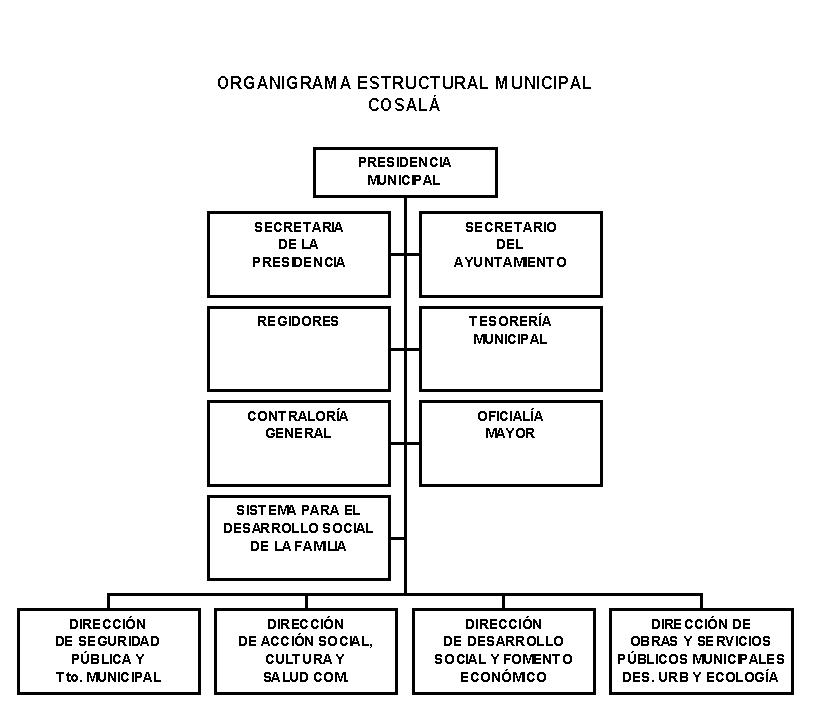 ORGANIGRAMA ESTRUCTURAL MUNICIPAL
COSALÁ
PRESIDENCIA
MUNICIPAL
SECRETARIA
DE LA
PRESIDENCIA
SECRETARIO
DEL
AYUNTAMIENTO
REGIDORES
TESORERÍA
MUNICIPAL
CONTRALORÍA
GENERAL
OFICIALÍA
MAYOR
SISTEMA PARA EL
DESARROLLO SOCIAL
DE LA FAMILIA
DIRECCIÓN
DE SEGURIDAD
PÚBLICA Y
Tto. MUNICIPAL
DIRECCIÓN
DE ACCIÓN SOCIAL,
CULTURA Y
SALUD COM.
DIRECCIÓN
DE DESARROLLO
SOCIAL Y FOMENTO
ECONÓMICO
DIRECCIÓN DE
OBRAS Y SERVICIOS
PÚBLICOS MUNICIPALES
DES. URB Y ECOLOGÍA